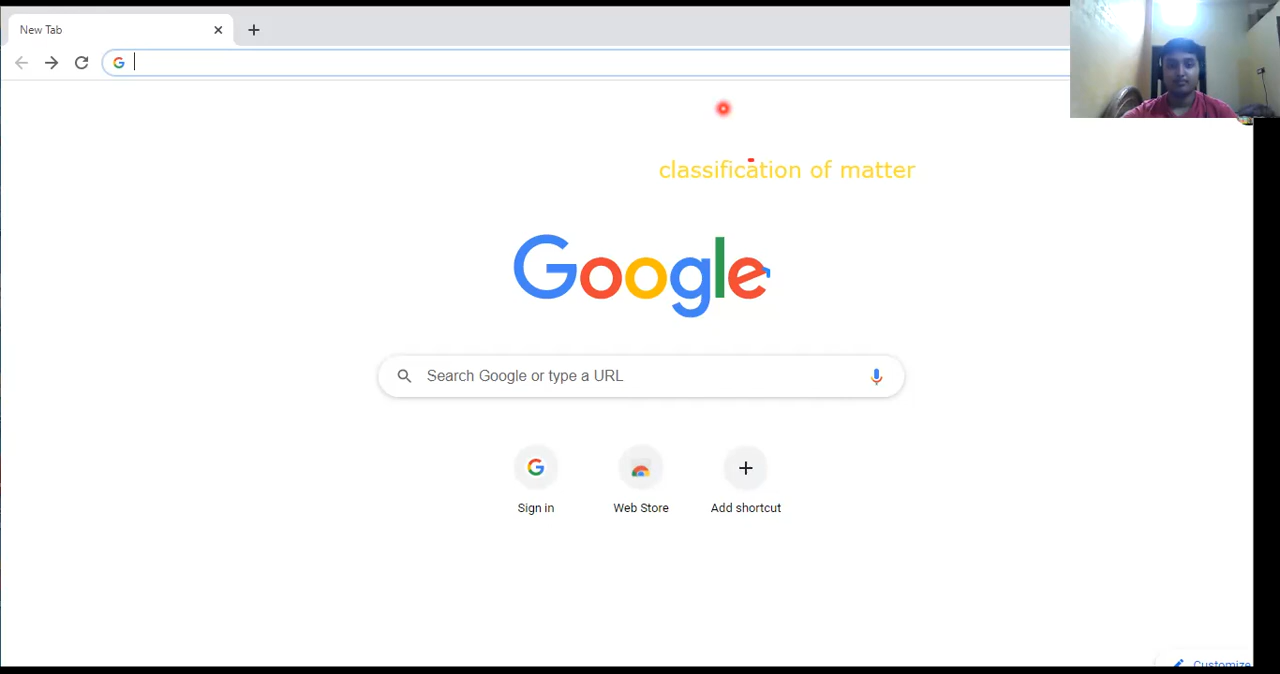 New Tab
classification of matter
Google
Search Google or type a URL
Sign in
Web Store
Add shortcut
Customize